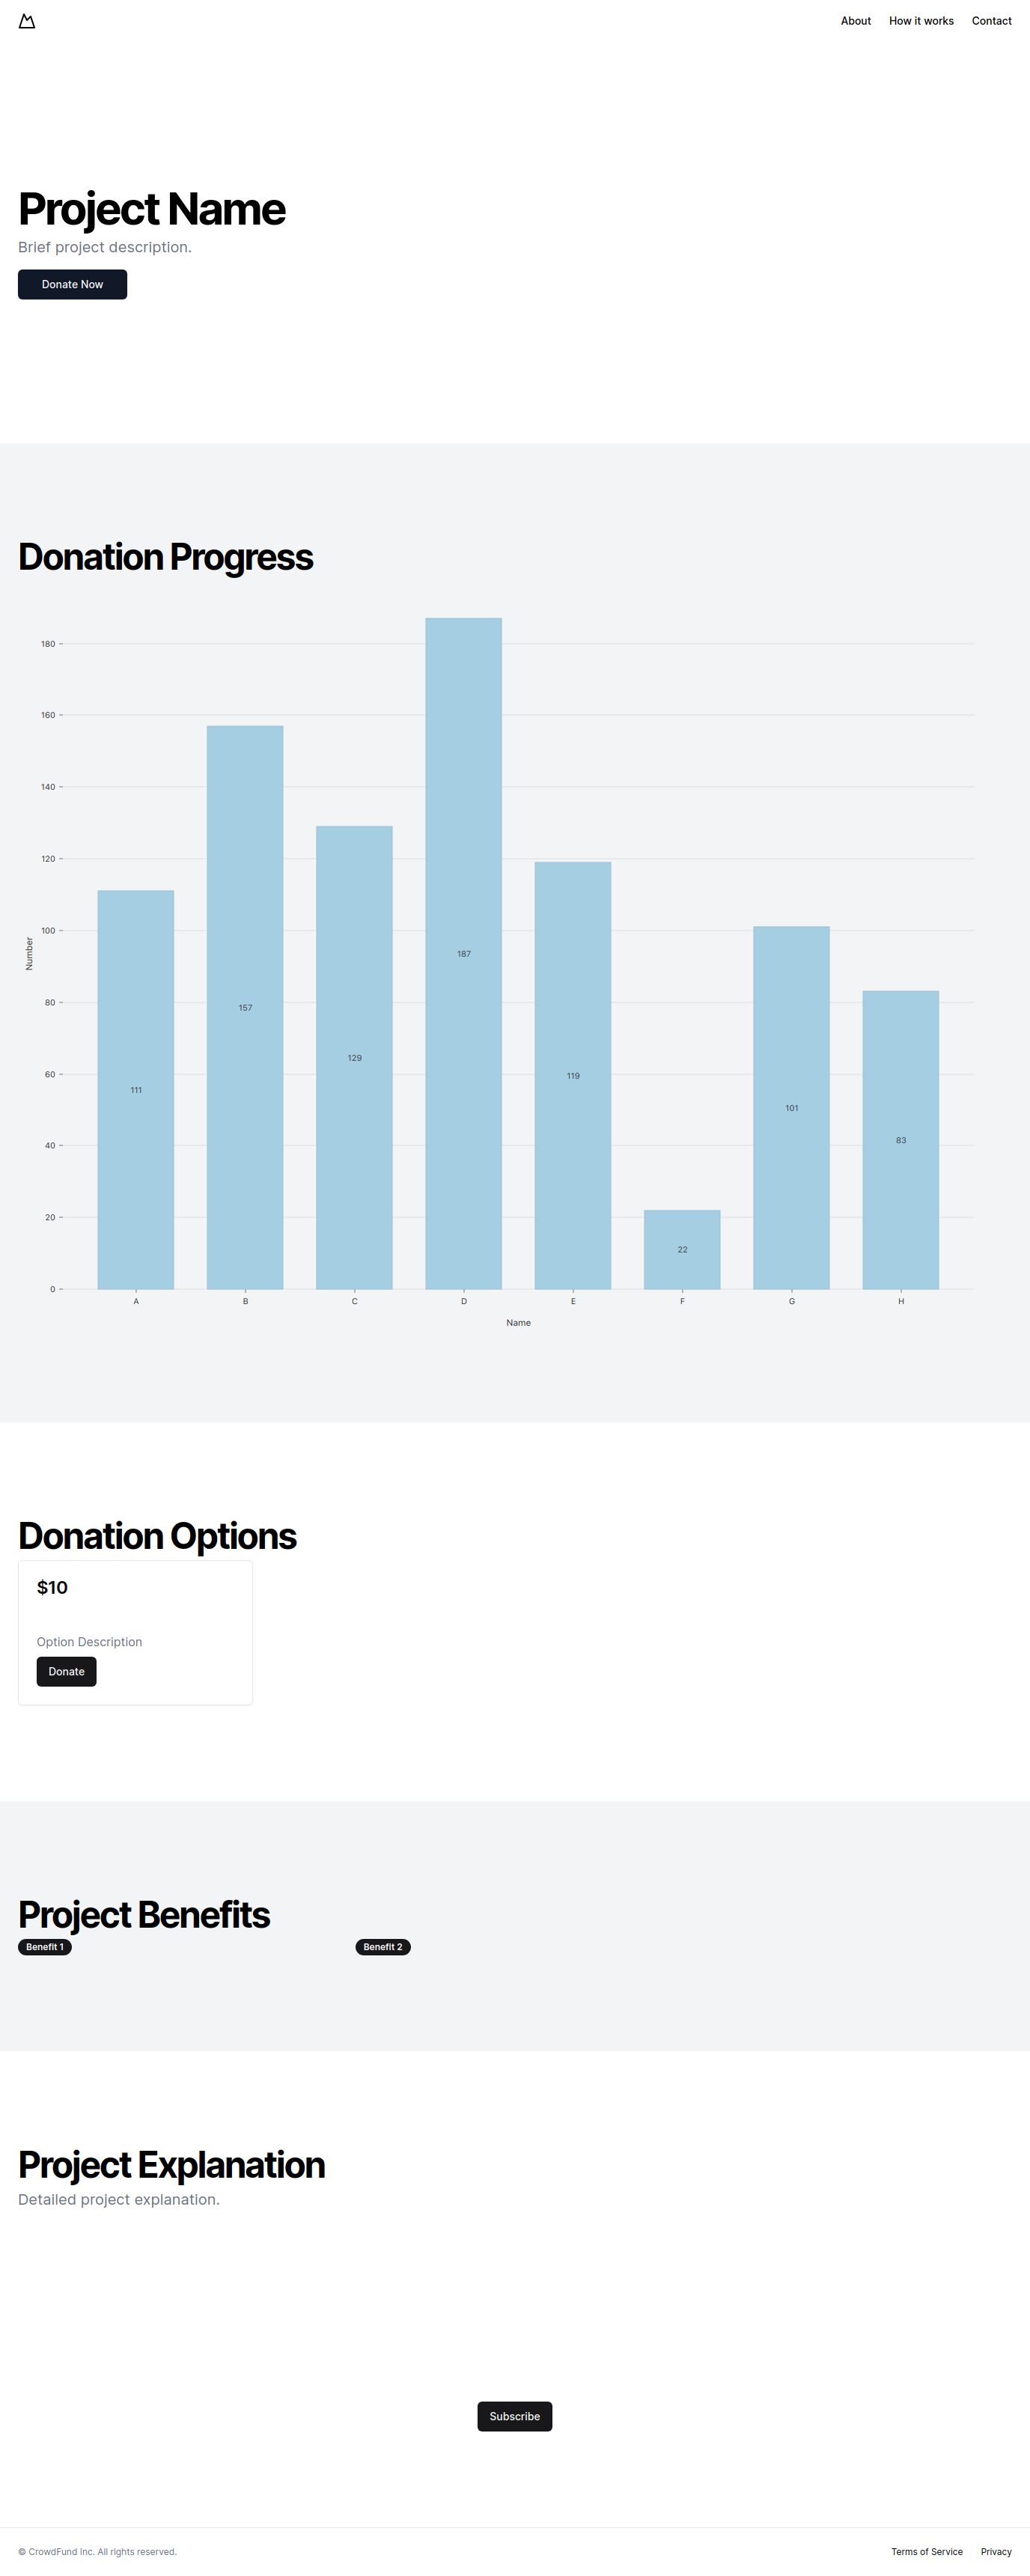 About How it works Contact
Project Name
Brief project description.
Donate Now
Donation Progress
180
160
140
120
100
80
60
40
20
0
Number
111
157
129
187
119
22
101
83
A B C D E F G H
Name
Donation Options
$10
Option Description
Donate
Project Benefits
Benefit 1 Benefit 2
Project Explanation
Detailed project explanation.
Subscribe
© CrowdFund Inc. All rights reserved. Terms of Service Privacy